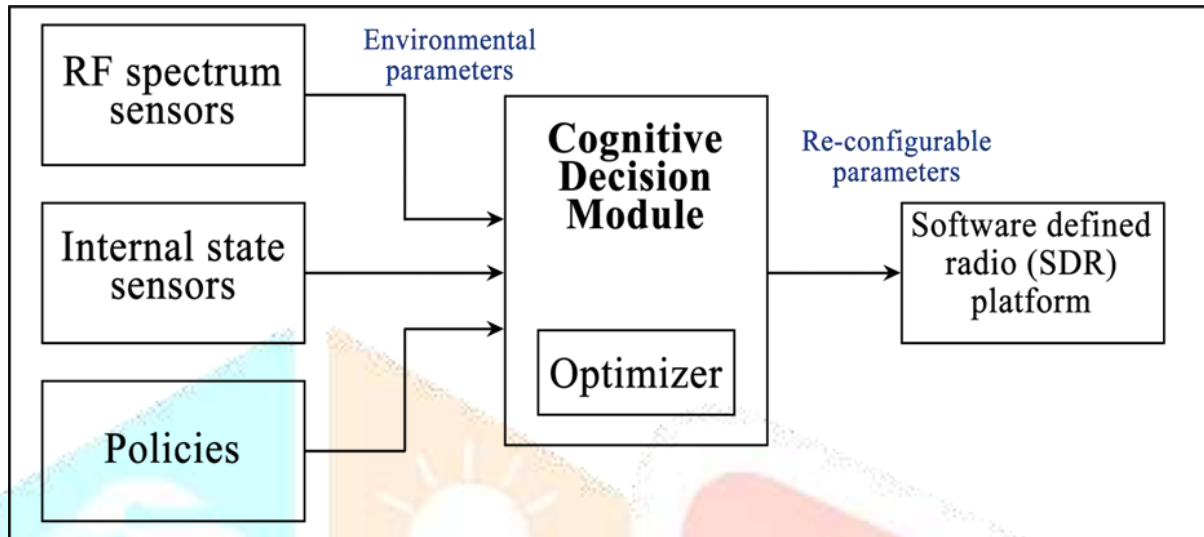 RF spectrum
sensors
Environmental
parameters
Internal state
sensors
Policies
Cognitive
Decision
Module
Optimizer
Re-configurable
parameters
Software defined
radio (SDR)
platform